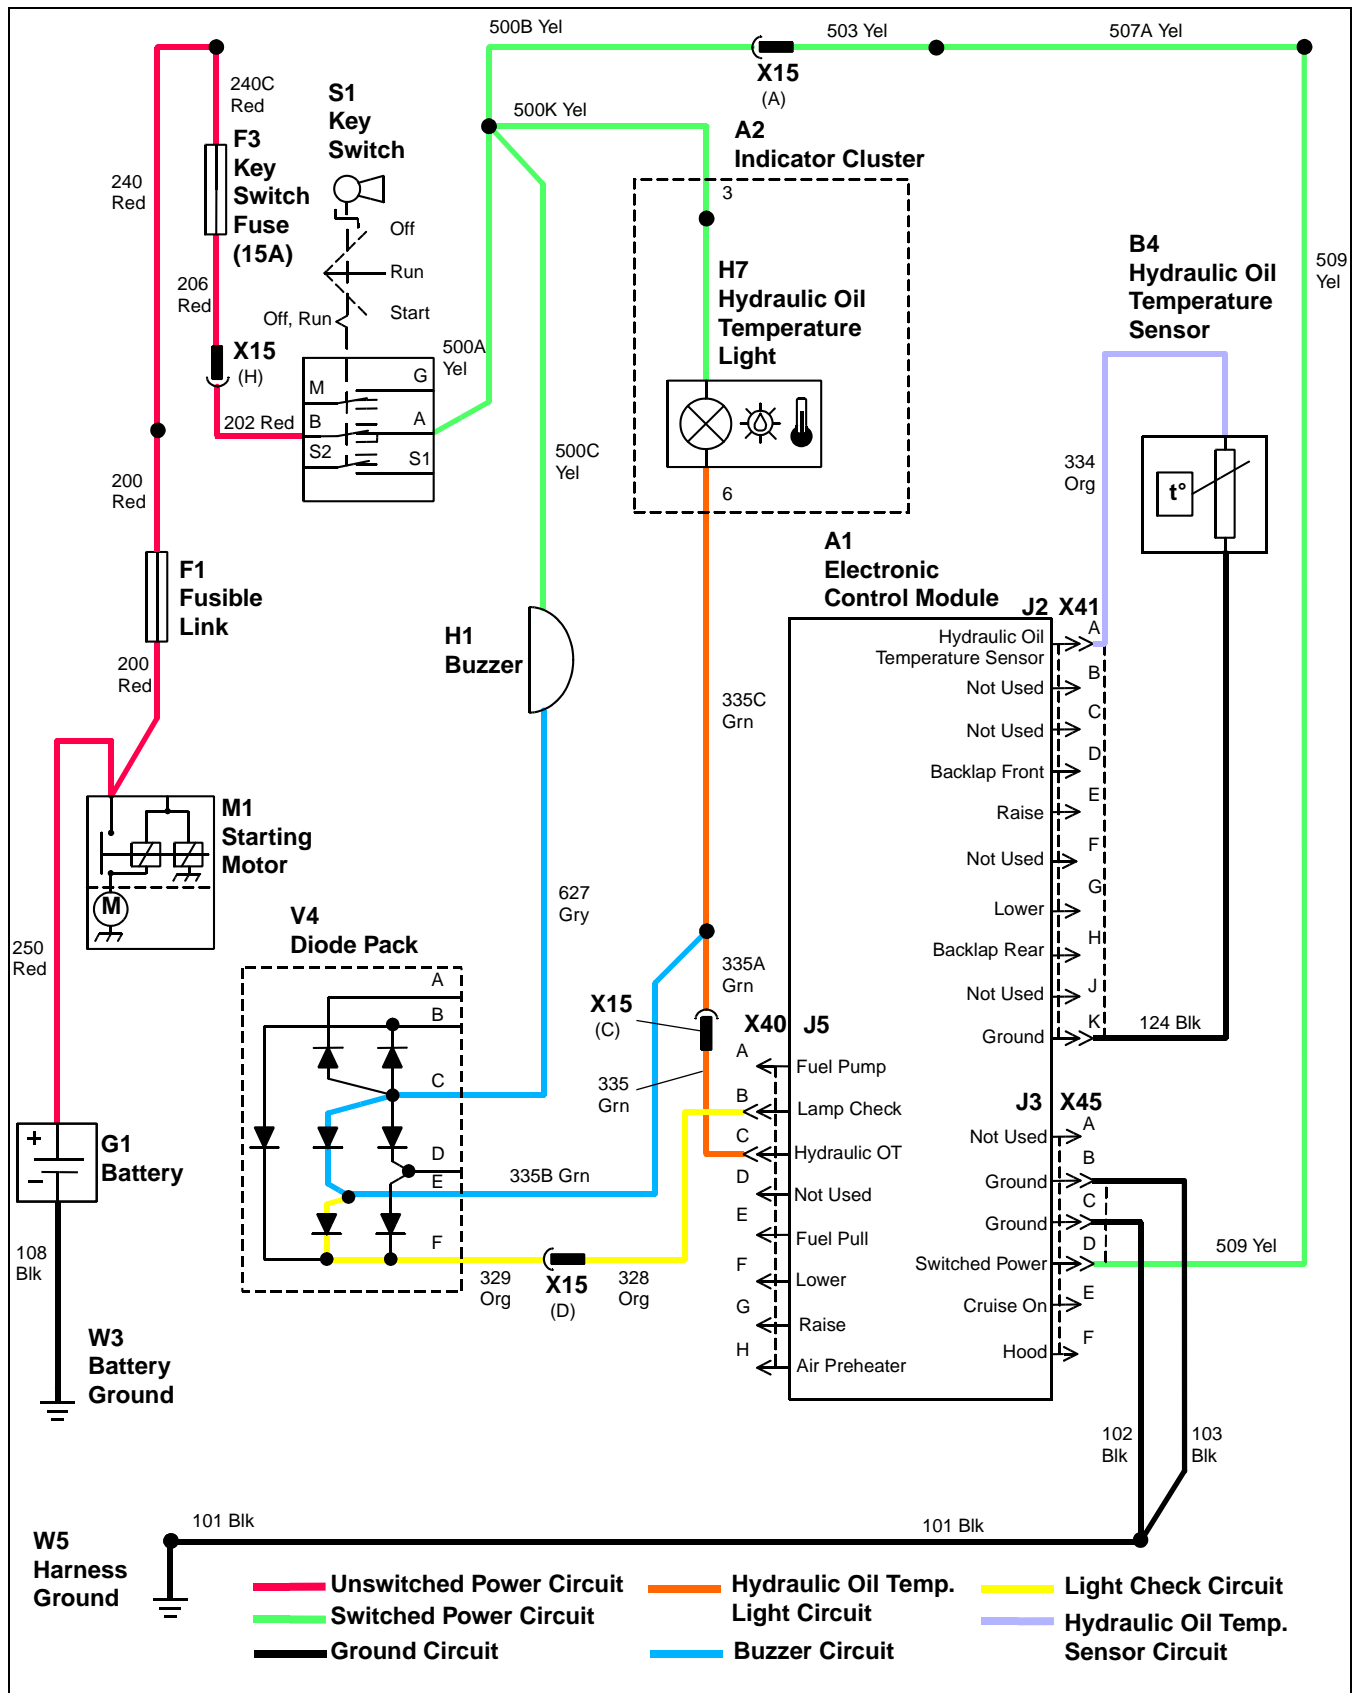 500B Yel
503 Yel
507A Yel
X15
(A)
240C
Red
S1
Key
Switch
500K Yel
A2
Indicator Cluster
F3
Key
Switch
Fuse
(15A)
240
Red
3
Off
Run
Start
Off, Run
B4
Hydraulic Oil
Temperature
Sensor
509
Yel
H7
Hydraulic Oil
Temperature
Light
206
Red
X15
(H)
500A
Yel
M
G
B
A
S2
S1
202 Red
500C
Yel
334
Org
t°
200
Red
6
A1
Electronic
Control Module
F1
Fusible
Link
H1
Buzzer
J2 X41
Hydraulic Oil
Temperature Sensor
A
Not Used
B
Not Used
C
Backlap Front
D
Raise
E
Not Used
F
Lower
G
Backlap Rear
H
Not Used
J
Ground
K
124 Blk
200
Red
335C
Grn
M1
Starting
Motor
M
627
Gry
V4
Diode Pack
250
Red
335A
Grn
X15
(C)
A
B
C
D
E
F
X40 J5
A
Fuel Pump
B
Lamp Check
C
Hydraulic OT
D
Not Used
E
Fuel Pull
F
Lower
G
Raise
H
Air Preheater
335
Grn
J3 X45
Not Used
A
Ground
B
Ground
C
Switched Power
D
Cruise On
E
Hood
F
509 Yel
+
−
G1
Battery
335B Grn
329
Org
X15
(D)
328
Org
108
Blk
W3
Battery
Ground
102
Blk
103
Blk
101 Blk
101 Blk
W5
Harness
Ground
Unswitched Power Circuit
Switched Power Circuit
Ground Circuit
Hydraulic Oil Temp.
Light Circuit
Buzzer Circuit
Light Check Circuit
Hydraulic Oil Temp.
Sensor Circuit